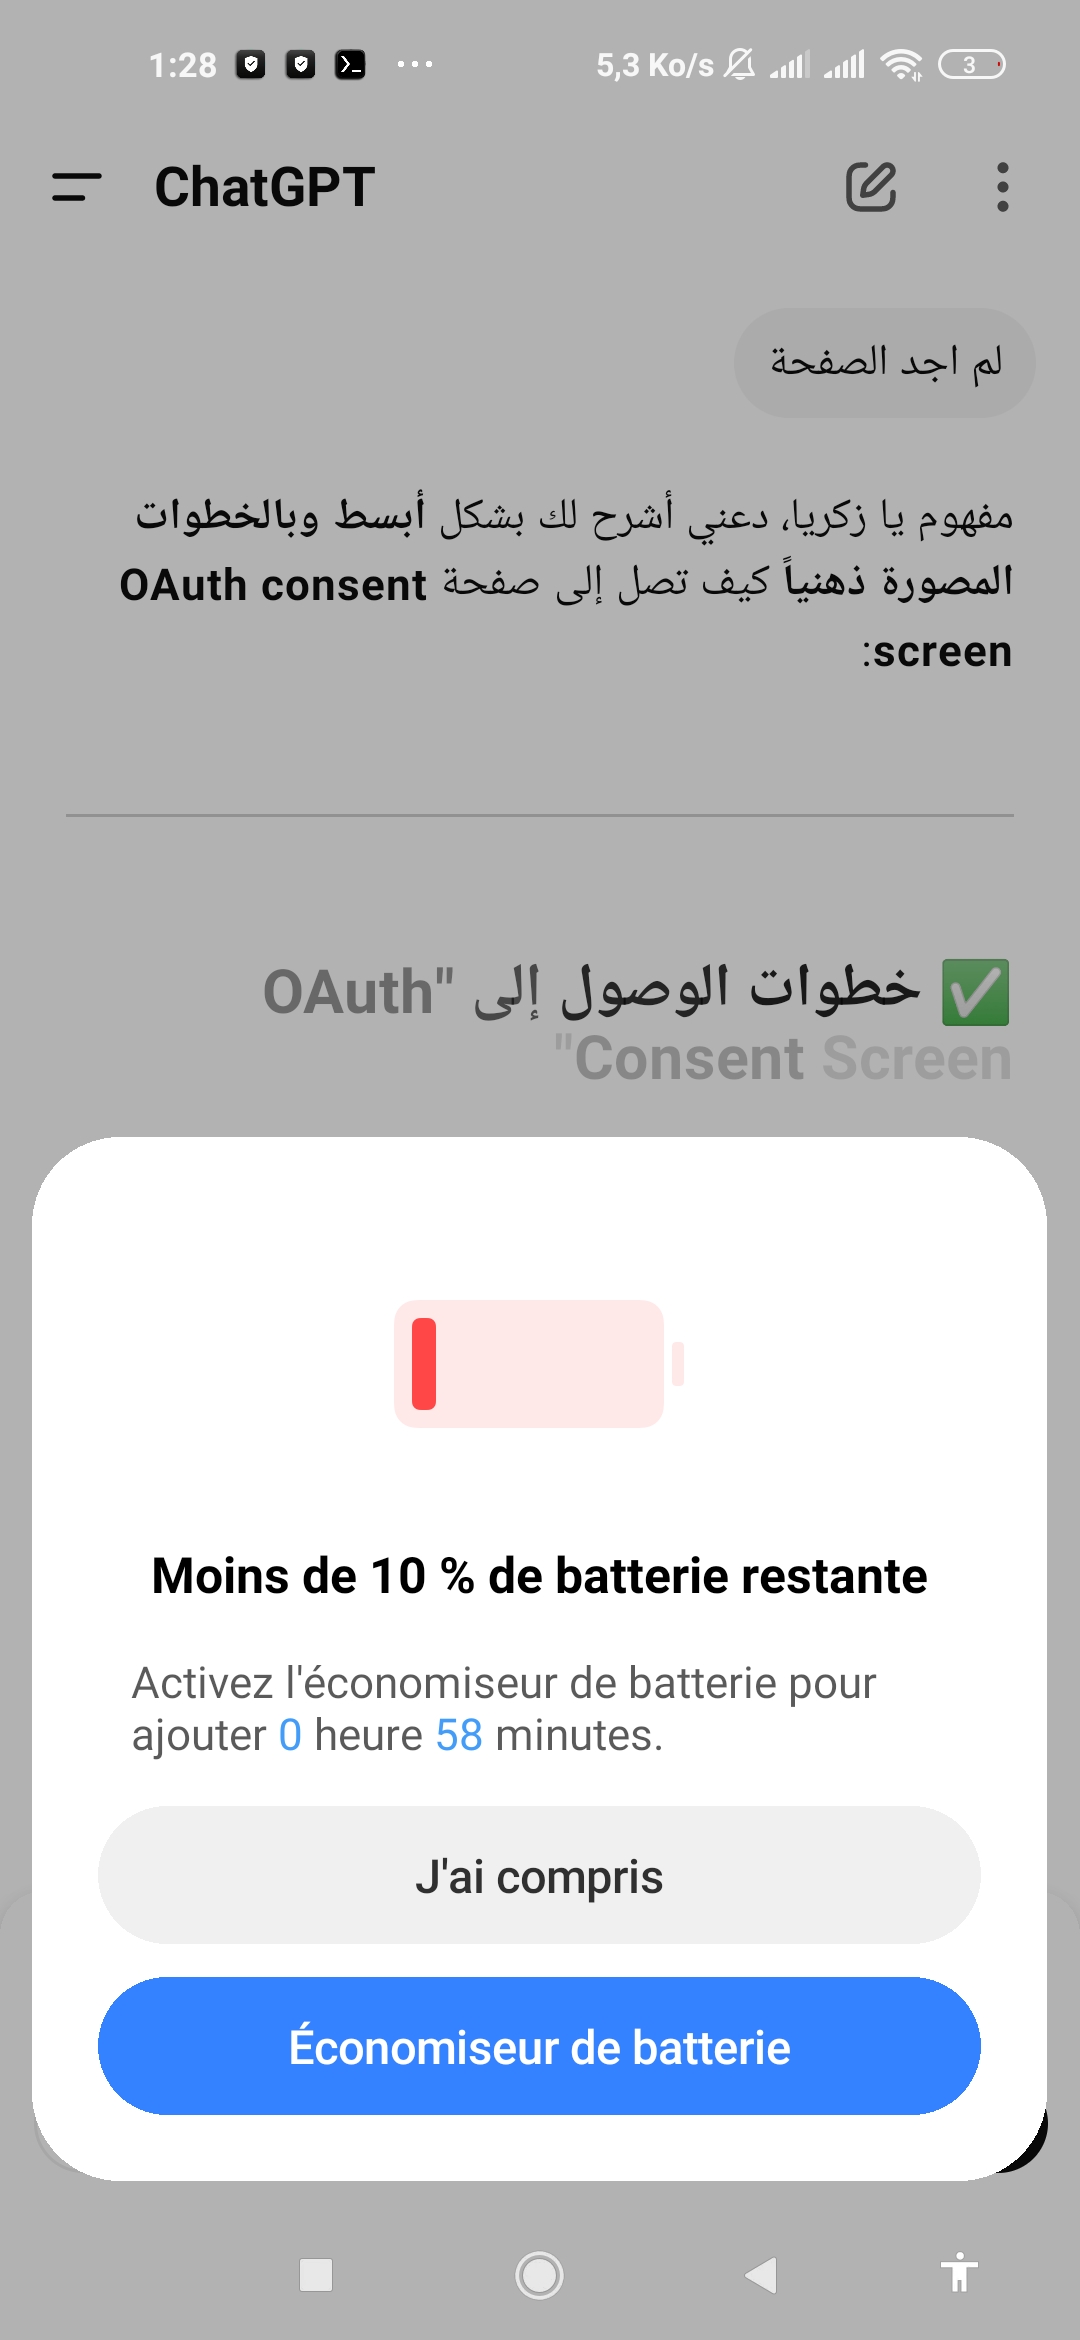 1:28
5,3 Ko/s
3
ChatGPT
لم اجد الصفحة
مفهوم يا زكريا، دعني أشرح لك بشكل أبسط وبالخطوات
المصورة ذهنياً كيف تصل إلى صفحة OAuth consent
screen:
✅ خطوات الوصول إلى "OAuth
Consent Screen"
Moins de 10 % de batterie restante
Activez l'économiseur de batterie pour
ajouter 0 heure 58 minutes.
J'ai compris
Économiseur de batterie